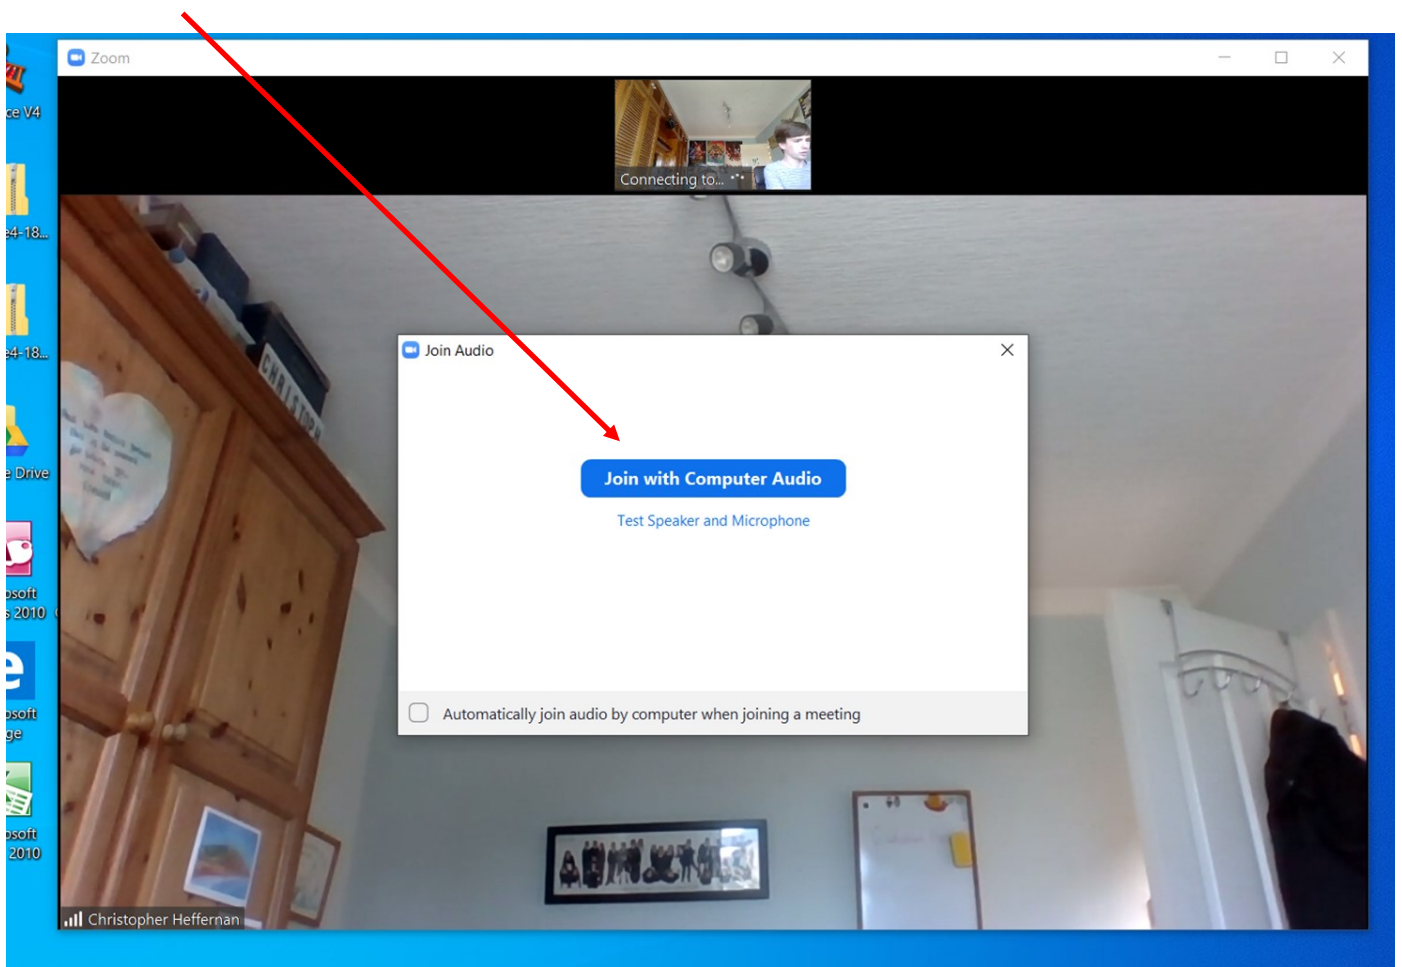 Zoom
ce V4
Connecting to...
e4-18...
e4-18...
Join Audio
CHRISTOPH
e Drive
Join with Computer Audio
Test Speaker and Microphone
osoft
s 2010
Automatically join audio by computer when joining a meeting
osoft
ge
osoft
2010
Christopher Heffernan